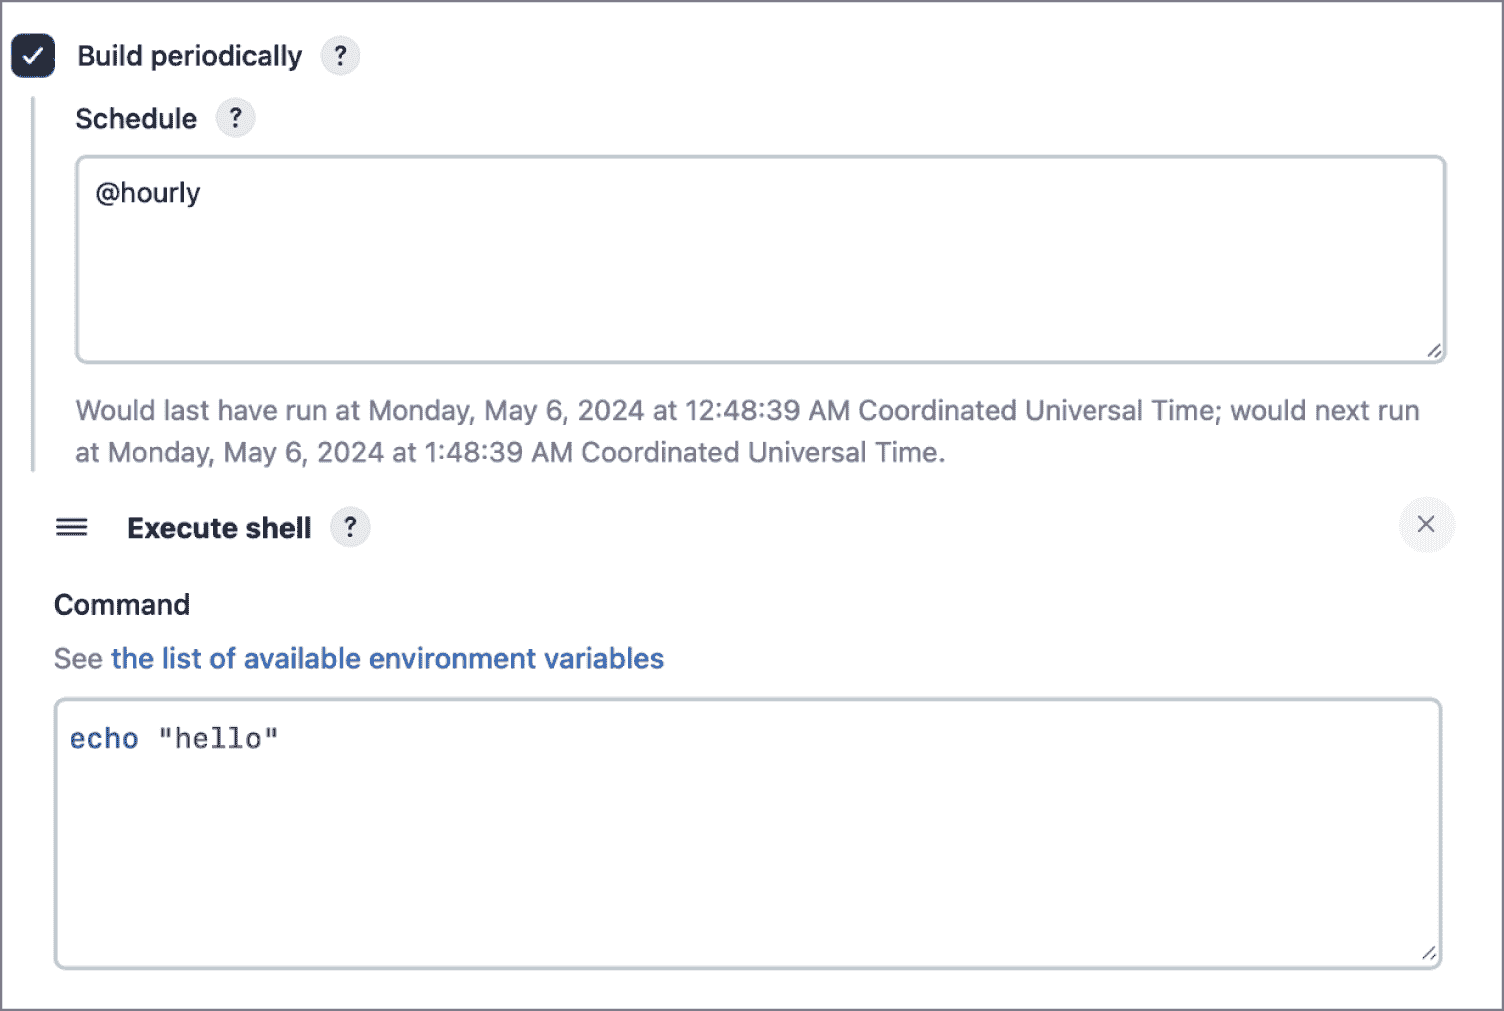 Build periodically ?
Schedule ?
@hourly
Would last have run at Monday, May 6, 2024 at 12:48:39 AM Coordinated Universal Time; would next run
at Monday, May 6, 2024 at 1:48:39 AM Coordinated Universal Time.
Execute shell ?
Command
See the list of available environment variables
echo "hello"